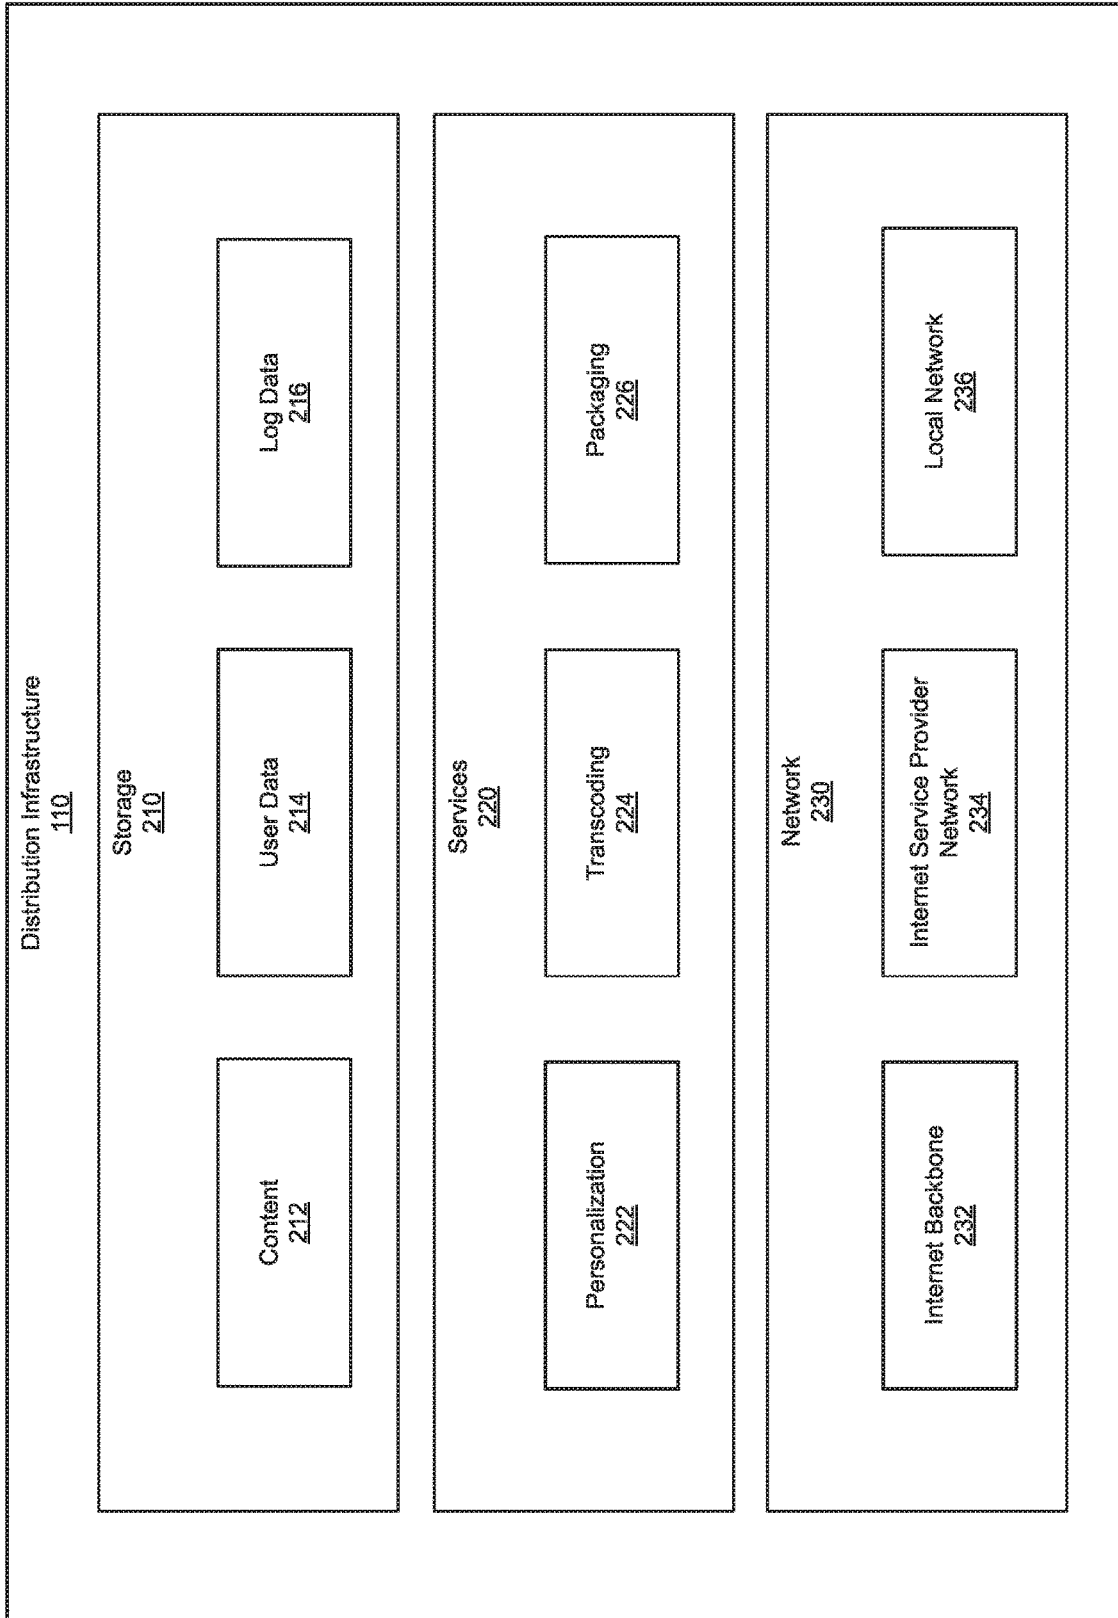 Distribution Infrastructure
110
Storage
210
Content
212
User Data
214
Log Data
216
Services
220
Personalization
222
Transcoding
224
Packaging
226
Network
230
Internet Backbone
232
Internet Service Provider
Network
234
Local Network
236